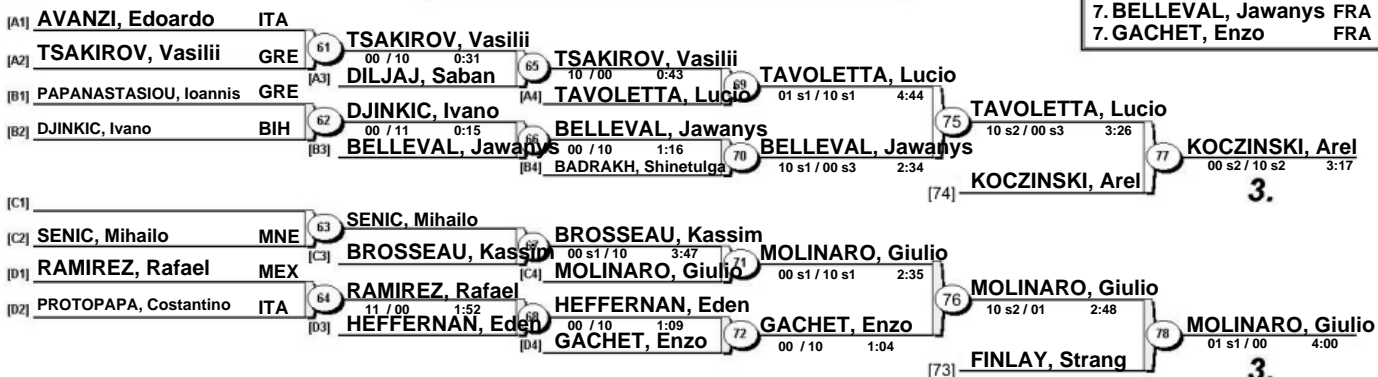 7. BELLEVAL, Jawanys FRA
7. GACHET, Enzo FRA
[A1] AVANZI, Edoardo ITA
[A2] TSAKIROV, Vasilii GRE
61
TSAKIROV, Vasilii
00 / 10 0:31
[A3] DILJAJ, Saban
65
TSAKIROV, Vasilii
10 / 00 0:43
[A4] TAVOLETTA, Lucio
69
TAVOLETTA, Lucio
01 s1 / 10 s1 4:44
[B1] PAPANASTASIOU, Ioannis GRE
[B2] DJINKIC, Ivano BIH
62
DJINKIC, Ivano
00 / 11 0:15
[B3] BELLEVAL, Jawanys
66
BELLEVAL, Jawanys
00 / 10 1:16
[B4] BADRAKH, Shinetulga
70
BELLEVAL, Jawanys
10 s1 / 00 s3 2:34
75
TAVOLETTA, Lucio
10 s2 / 00 s3 3:26
[74] KOCZINSKI, Arel
77
KOCZINSKI, Arel
00 s2 / 10 s2 3:17
3.
[C1]
[C2] SENIC, Mihailo MNE
63
SENIC, Mihailo
[C3] BROSSEAU, Kassim
67
BROSSEAU, Kassim
00 s1 / 10 3:47
[C4] MOLINARO, Giulio
71
MOLINARO, Giulio
00 s1 / 10 s1 2:35
[D1] RAMIREZ, Rafael MEX
[D2] PROTOPAPA, Costantino ITA
64
RAMIREZ, Rafael
11 / 00 1:52
[D3] HEFFERNAN, Eden
68
HEFFERNAN, Eden
00 / 10 1:09
[D4] GACHET, Enzo
72
GACHET, Enzo
00 / 10 1:04
76
MOLINARO, Giulio
10 s2 / 01 2:48
[73] FINLAY, Strang
78
MOLINARO, Giulio
01 s1 / 00 4:00
3.